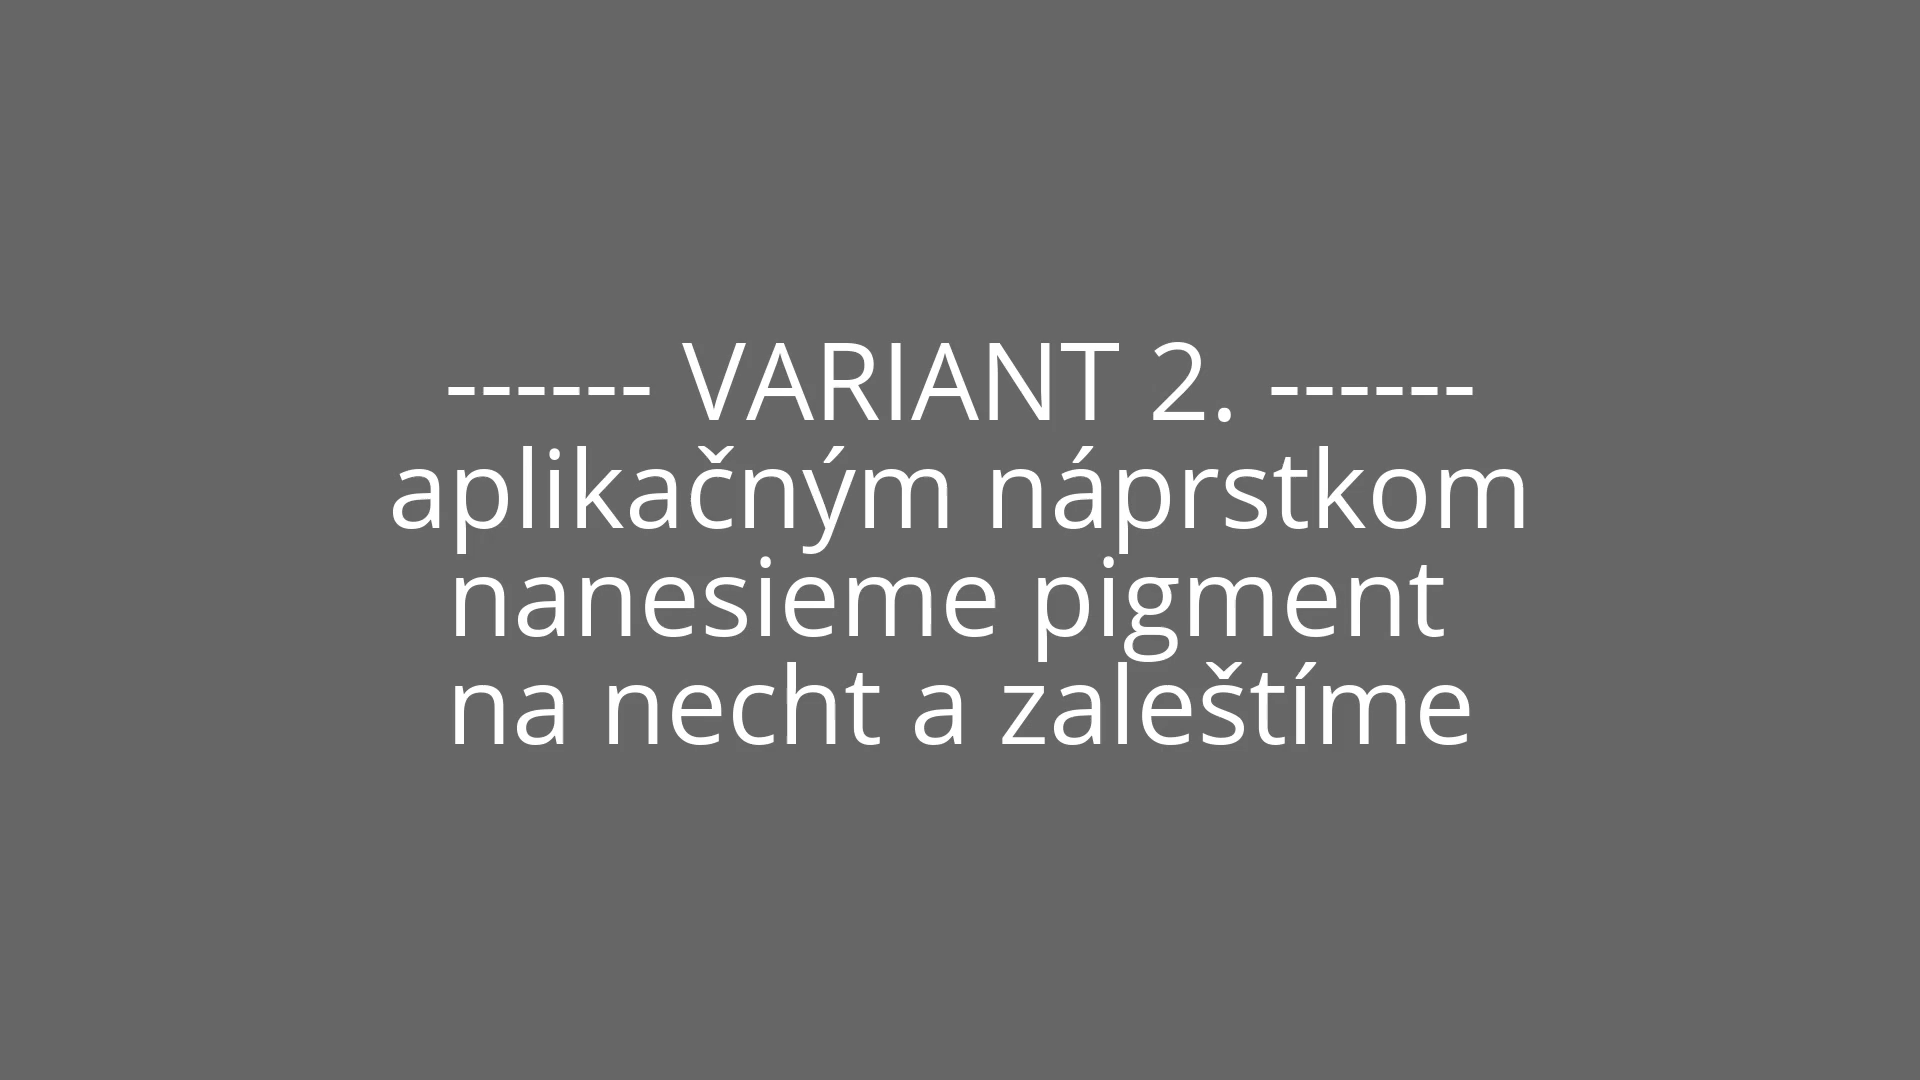 ------ VARIANT 2. ------
aplikačným náprstkom
nanesieme pigment
na necht a zaleštíme